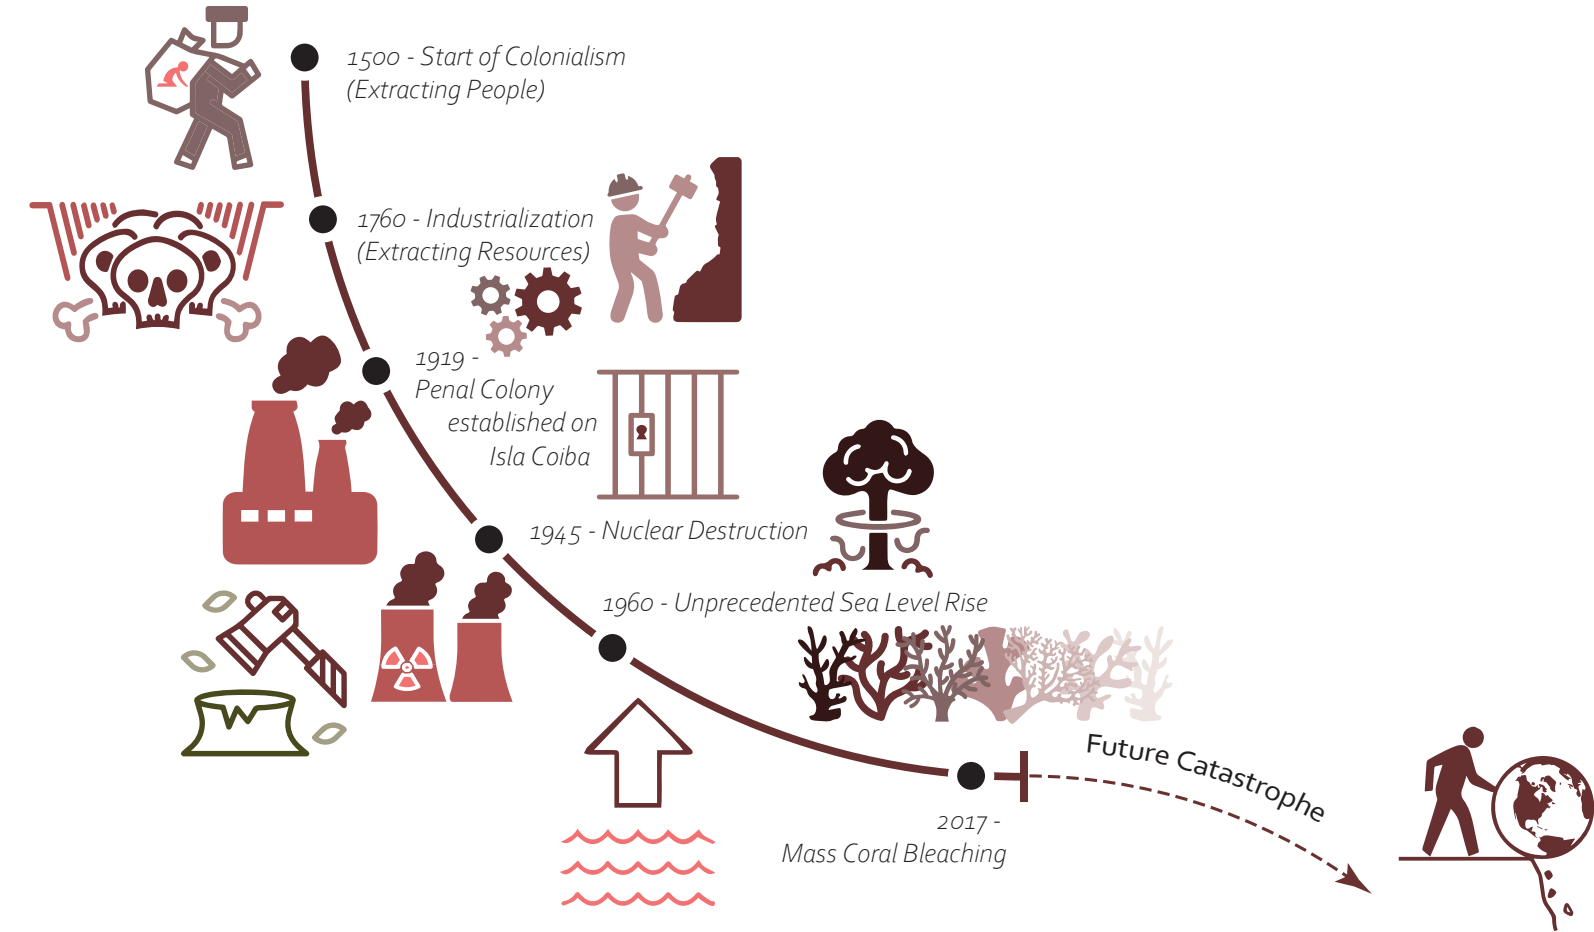 1500 - Start of Colonialism
(Extracting People)
1760 - Industrialization
(Extracting Resources)
1919 -
Penal Colony
established on
Isla Coiba
1945 - Nuclear Destruction
1960 - Unprecedented Sea Level Rise
Future Catastrophe
2017 -
Mass Coral Bleaching